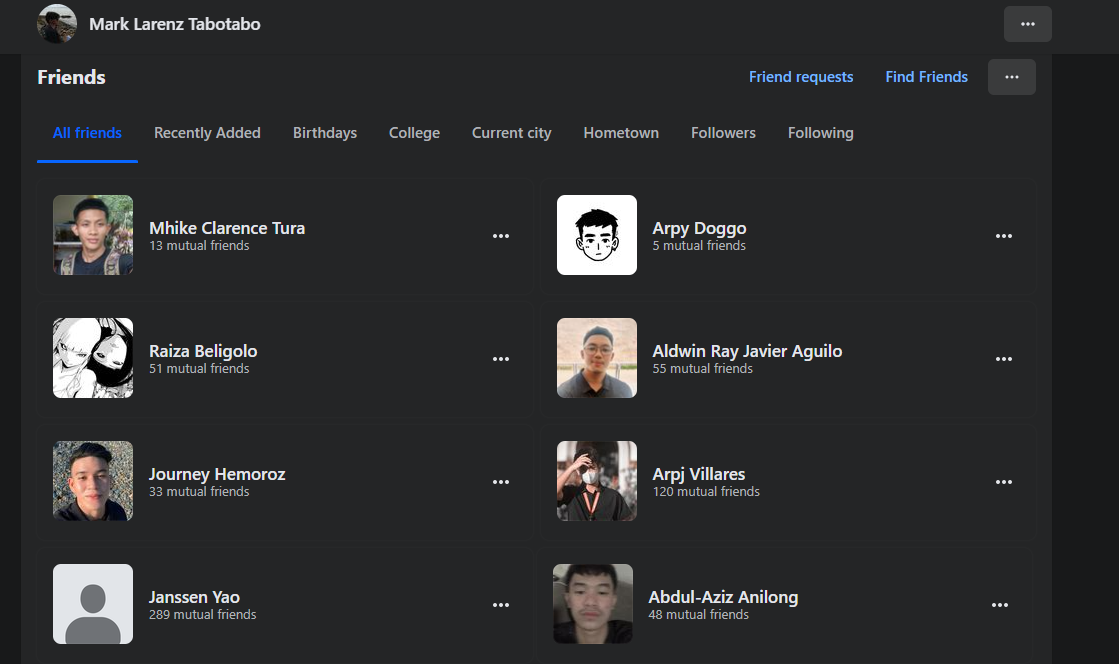 Mark Larenz Tabotabo
Friends
Friend requests
Find Friends
All friends
Recently Added
Birthdays
College
Current city
Hometown
Followers
Following
Mhike Clarence Tura
13 mutual friends
Arpy Doggo
5 mutual friends
Raiza Beligolo
51 mutual friends
Aldwin Ray Javier Aguilo
55 mutual friends
Journey Hemoroz
33 mutual friends
Arpj Villares
120 mutual friends
Janssen Yao
289 mutual friends
Abdul-Aziz Anilong
48 mutual friends